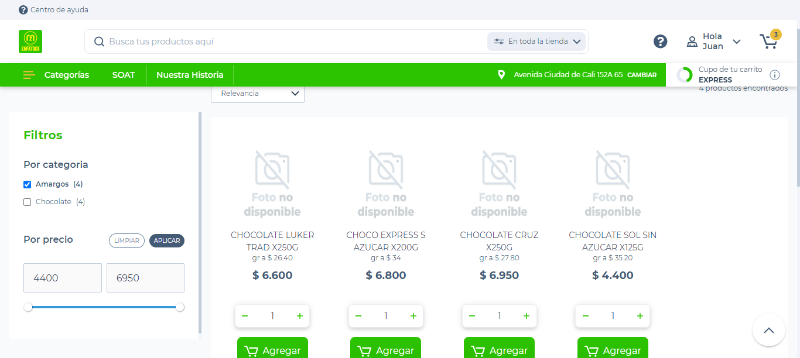 Centro de ayuda
Busca tus productos aquí
En toda la tienda
?
Hola
Juan
3
Categorías
SOAT
Nuestra Historia
Avenida Ciudad de Cali 152A 65 CAMBIAR
Cupo de tu carrito
EXPRESS
Relevancia
4 productos encontrados
Filtros
Por categoría
Amargos (4)
Chocolate (4)
Por precio
LIMPIAR
APLICAR
4400
6950
Foto no
disponible
CHOCOLATE LUKER
TRAD X250G
gr a $ 26.40
$ 6.600
- 1 +
Agregar
Foto no
disponible
CHOCO EXPRESS S
AZUCAR X200G
gr a $ 34
$ 6.800
- 1 +
Agregar
Foto no
disponible
CHOCOLATE CRUZ
X250G
gr a $ 27.80
$ 6.950
- 1 +
Agregar
Foto no
disponible
CHOCOLATE SOL SIN
AZUCAR X125G
gr a $ 35.20
$ 4.400
- 1 +
Agregar